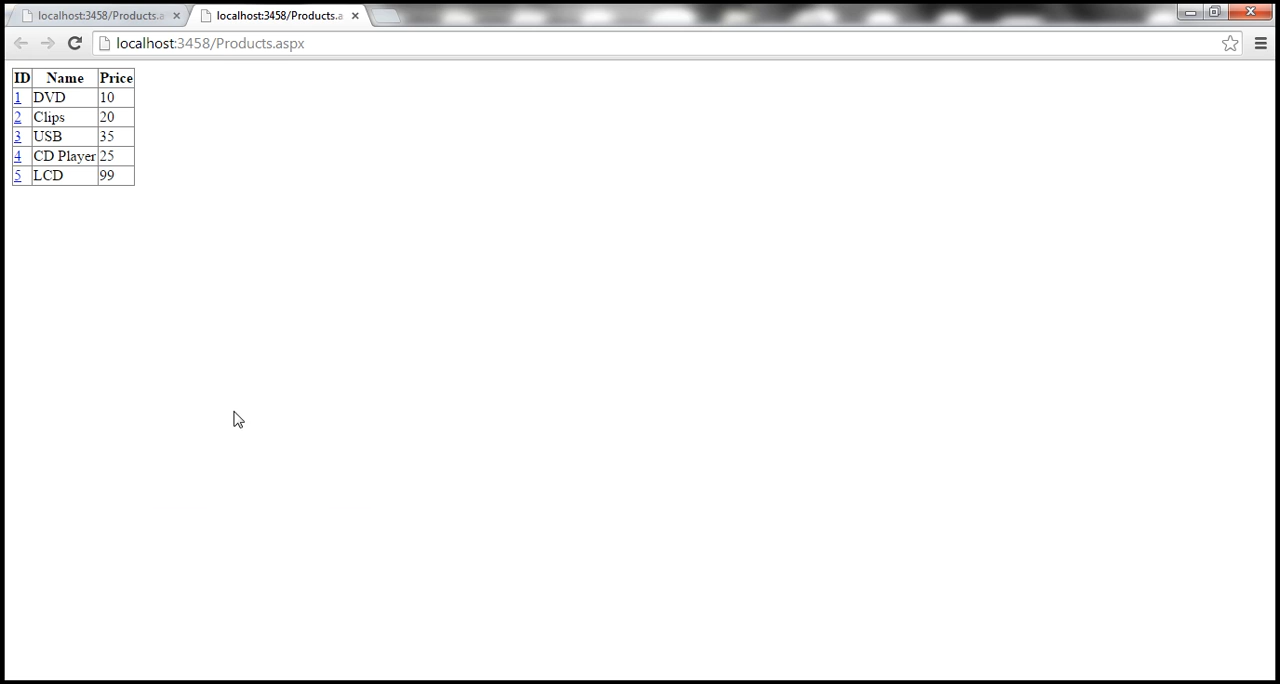 localhost:3458/Products.a localhost:3458/Products.a
localhost:3458/Products.aspx
ID Name Price
1 DVD 10
2 Clips 20
3 USB 35
4 CD Player 25
5 LCD 99